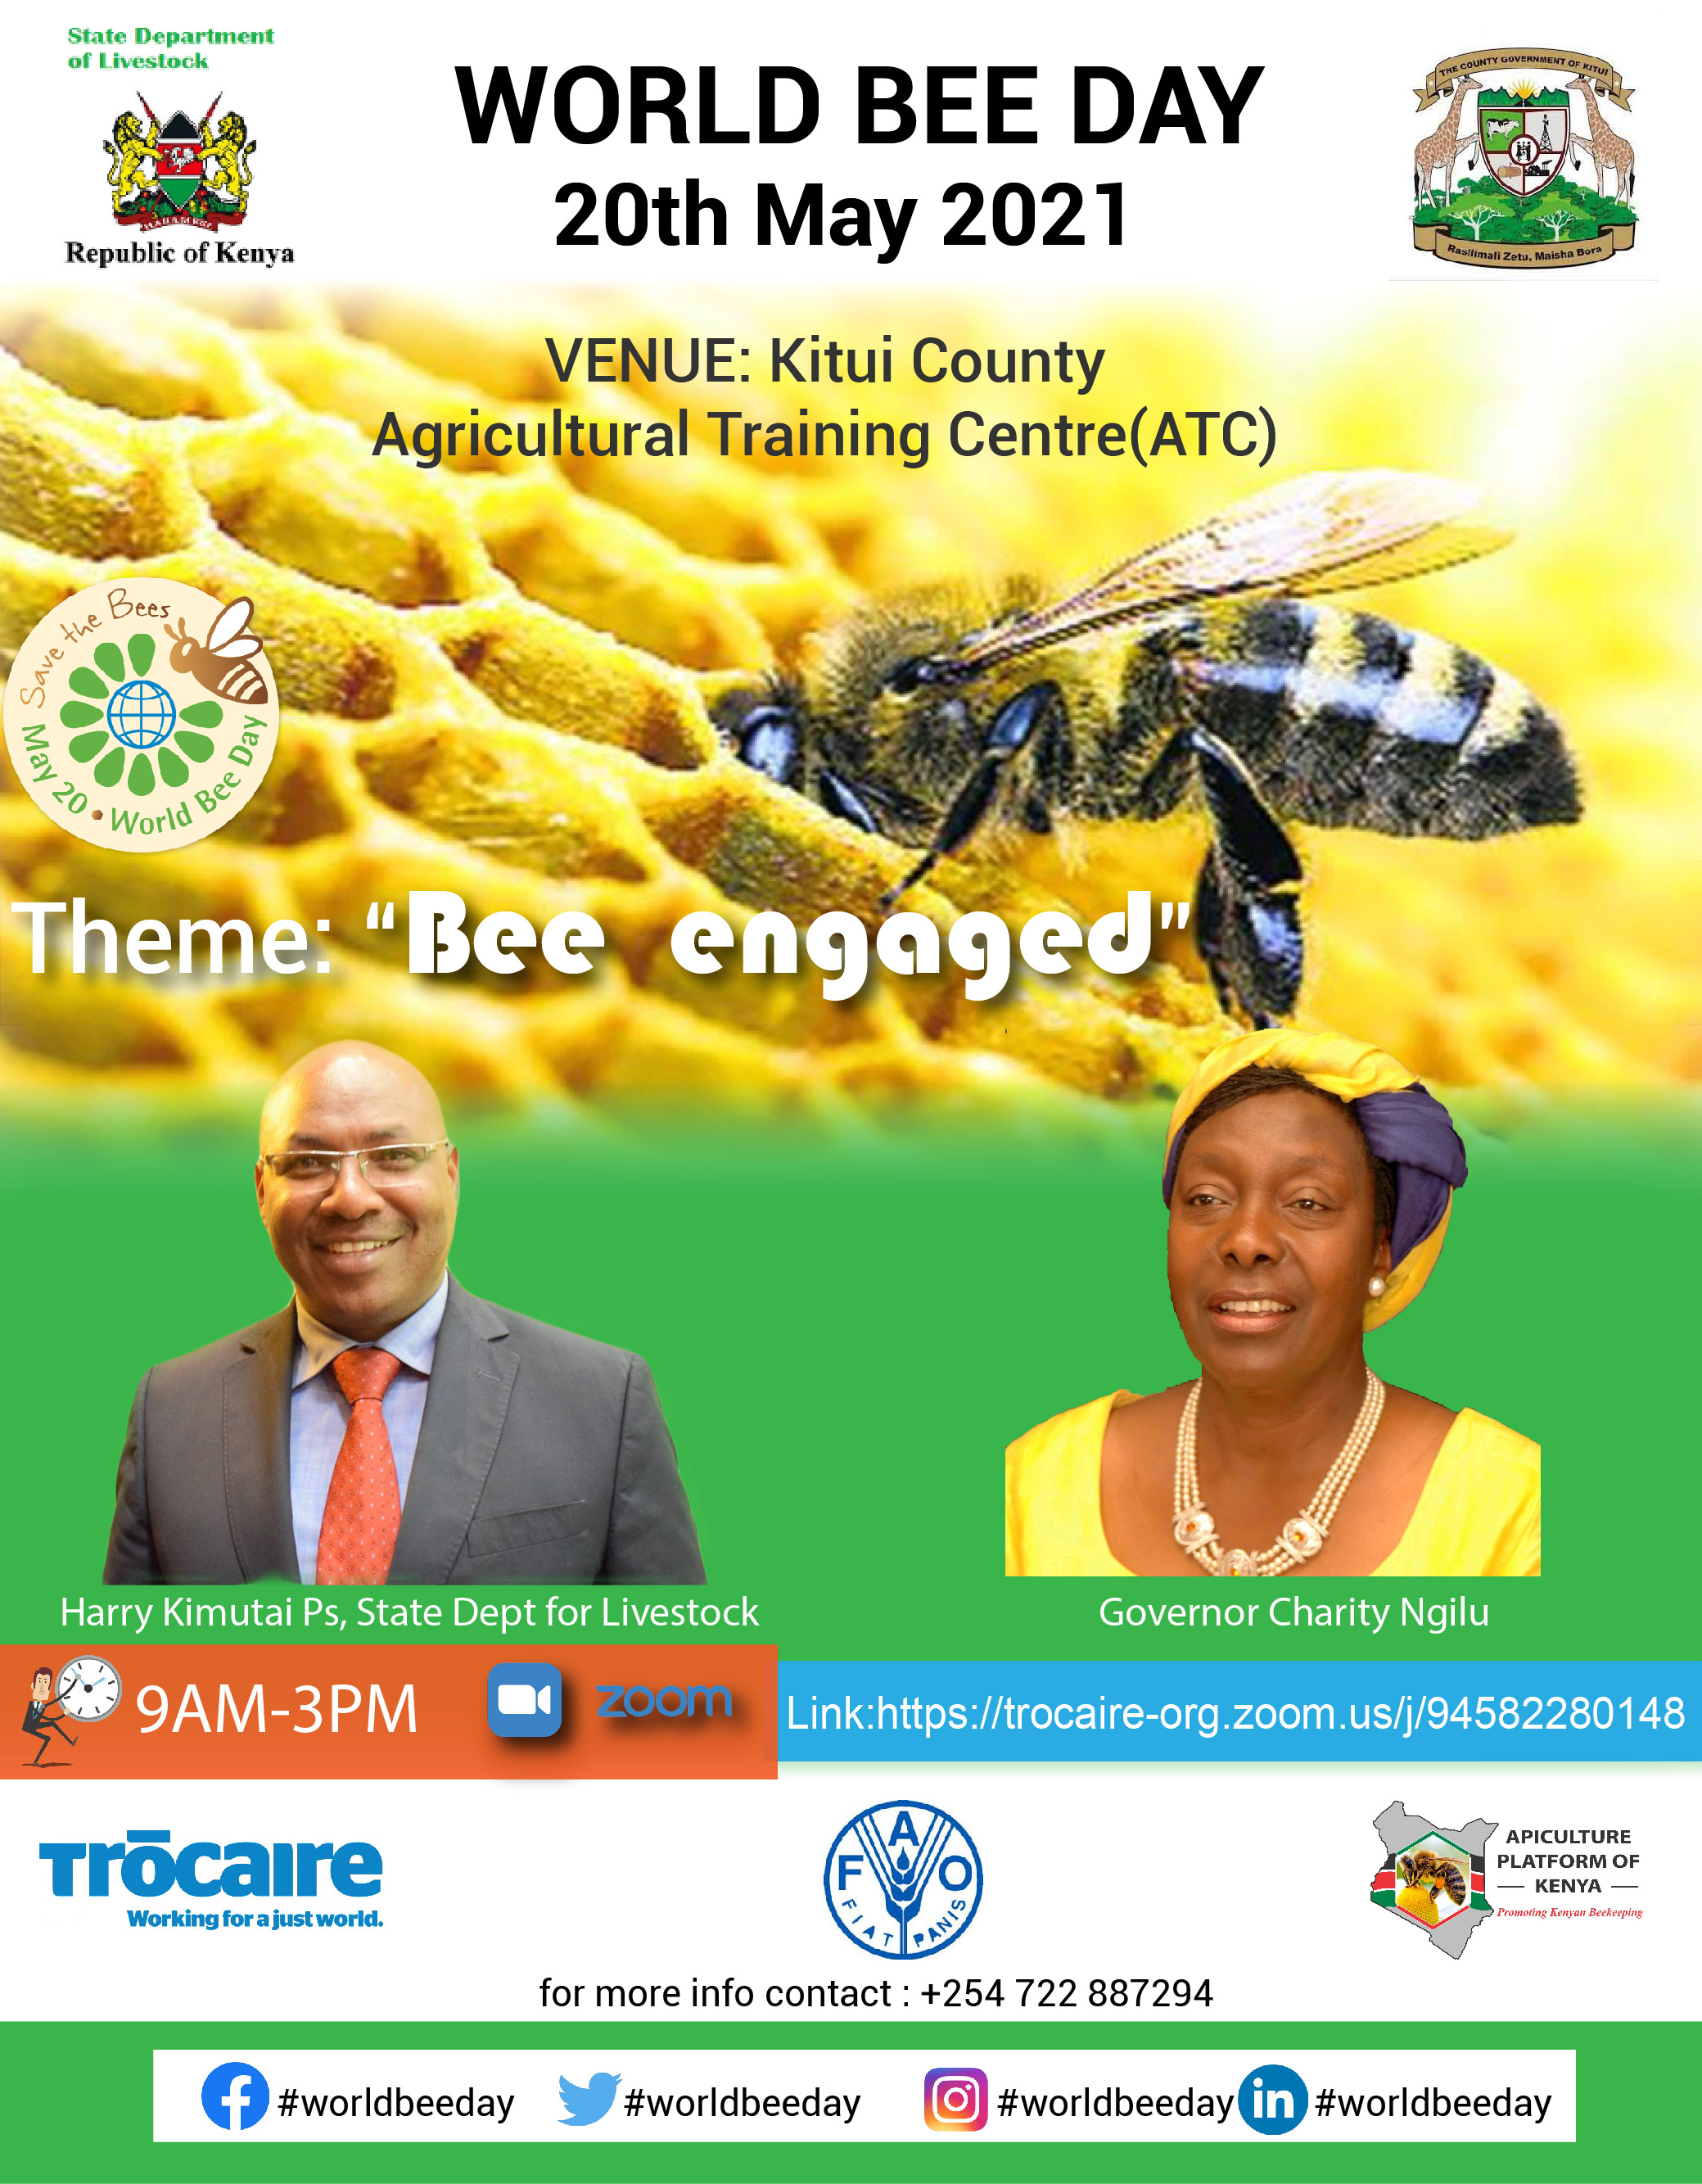 State Department
of Livestock
Republic of Kenya
WORLD BEE DAY
20th May 2021
THE COUNTY GOVERNMENT OF KITUI
Rasilimali Zetu, Maisha Bora
VENUE: Kitui County
Agricultural Training Centre(ATC)
Save the Bees
May 20 • World Bee Day
Theme: “Bee engaged”
Harry Kimutai Ps, State Dept for Livestock
Governor Charity Ngilu
9AM-3PM
zoom
Link:https://trocaire-org.zoom.us/j/94582280148
Trōcaire
Working for a just world.
FAO
FIAT PANIS
APICULTURE
PLATFORM OF
KENYA
Promoting Kenyan Beekeeping
for more info contact : +254 722 887294
#worldbeeday
#worldbeeday
#worldbeeday
in #worldbeeday